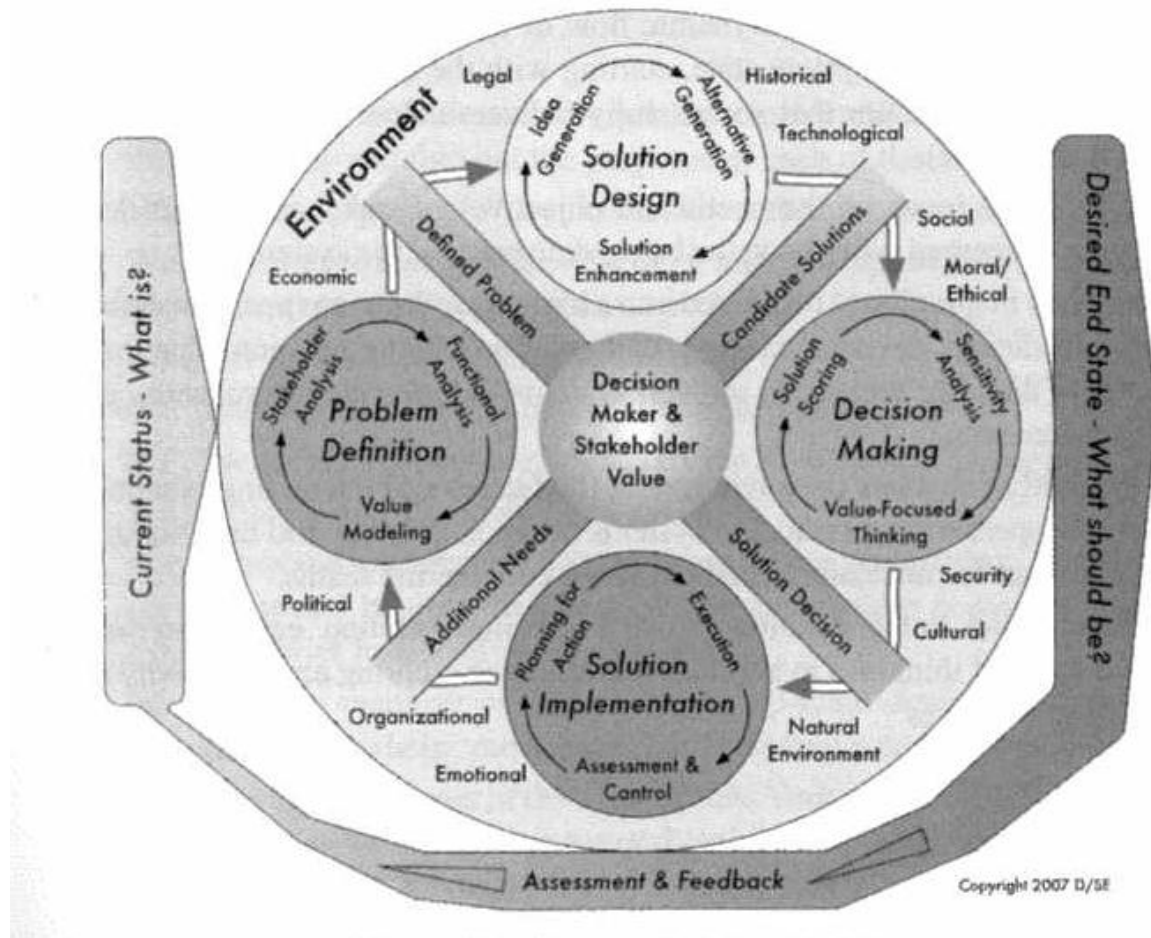 Environment
Legal
Historical
Technological
Social
Moral/
Ethical
Security
Cultural
Natural
Environment
Emotional
Organizational
Political
Economic
Idea
Generation
Alternative
Generation
Solution
Design
Solution
Enhancement
Defined Problem
Candidate Solutions
Stakeholder
Analysis
Functional
Analysis
Problem
Definition
Value
Modeling
Decision
Maker &
Stakeholder
Value
Solution
Scoring
Sensitivity
Analysis
Decision
Making
Value-Focused
Thinking
Additional Needs
Solution Decision
Planning for
Action
Execution
Solution
Implementation
Assessment &
Control
Current Status - What is?
Desired End State - What should be?
Assessment & Feedback
Copyright 2007 D/SE